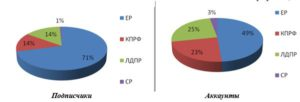 1%
14%
14%
71%
ЕР
КПРФ
ЛДПР
СР
Подписчики
3%
25%
23%
49%
ЕР
КПРФ
ЛДПР
СР
Аккаунты